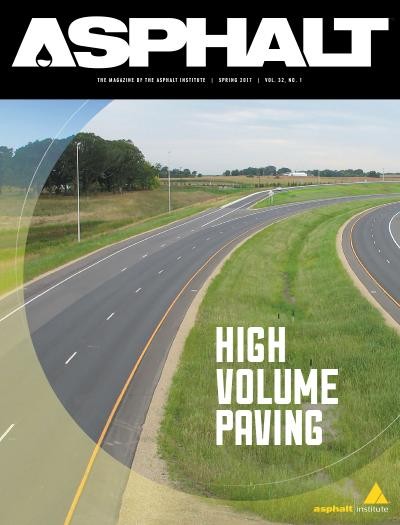 ASPHALT
THE MAGAZINE OF THE ASPHALT INSTITUTE | SPRING 2017 | VOL. 32, NO. 1
HIGH
VOLUME
PAVING
asphalt institute